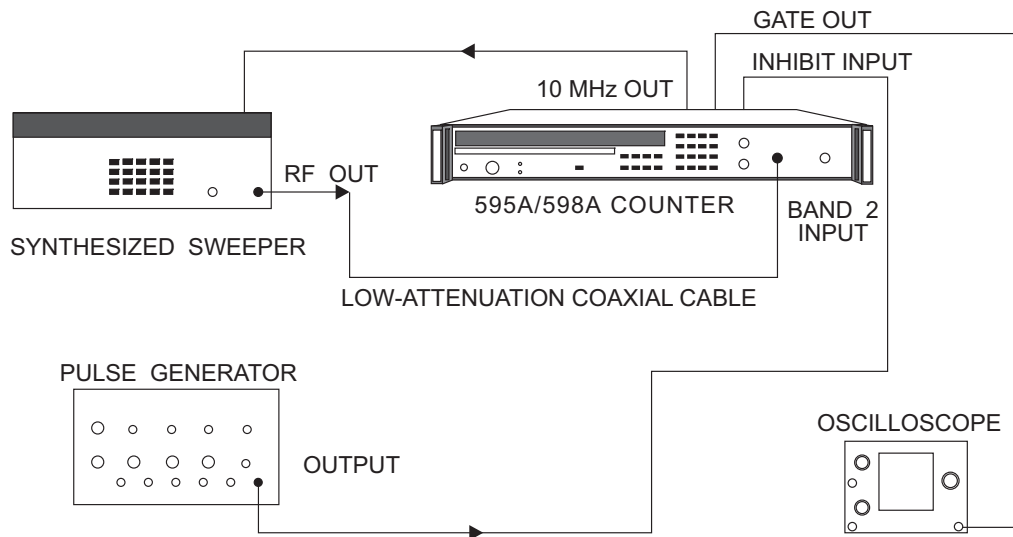 GATE OUT
INHIBIT INPUT
10 MHz OUT
RF OUT
595A/598A COUNTER
BAND 2
INPUT
SYNTHESIZED SWEEPER
LOW-ATTENUATION COAXIAL CABLE
PULSE GENERATOR
OUTPUT
OSCILLOSCOPE